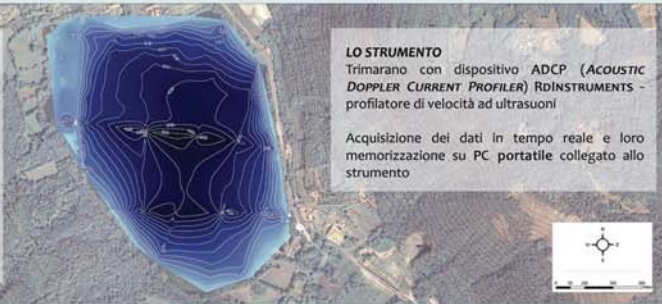 LO STRUMENTO
Trimarano con dispositivo ADCP (ACOUSTIC
DOPPLER CURRENT PROFILER) RDINSTRUMENTS -
profilatore di velocità ad ultrasuoni
Acquisizione dei dati in tempo reale e loro
memorizzazione su PC portatile collegato allo
strumento